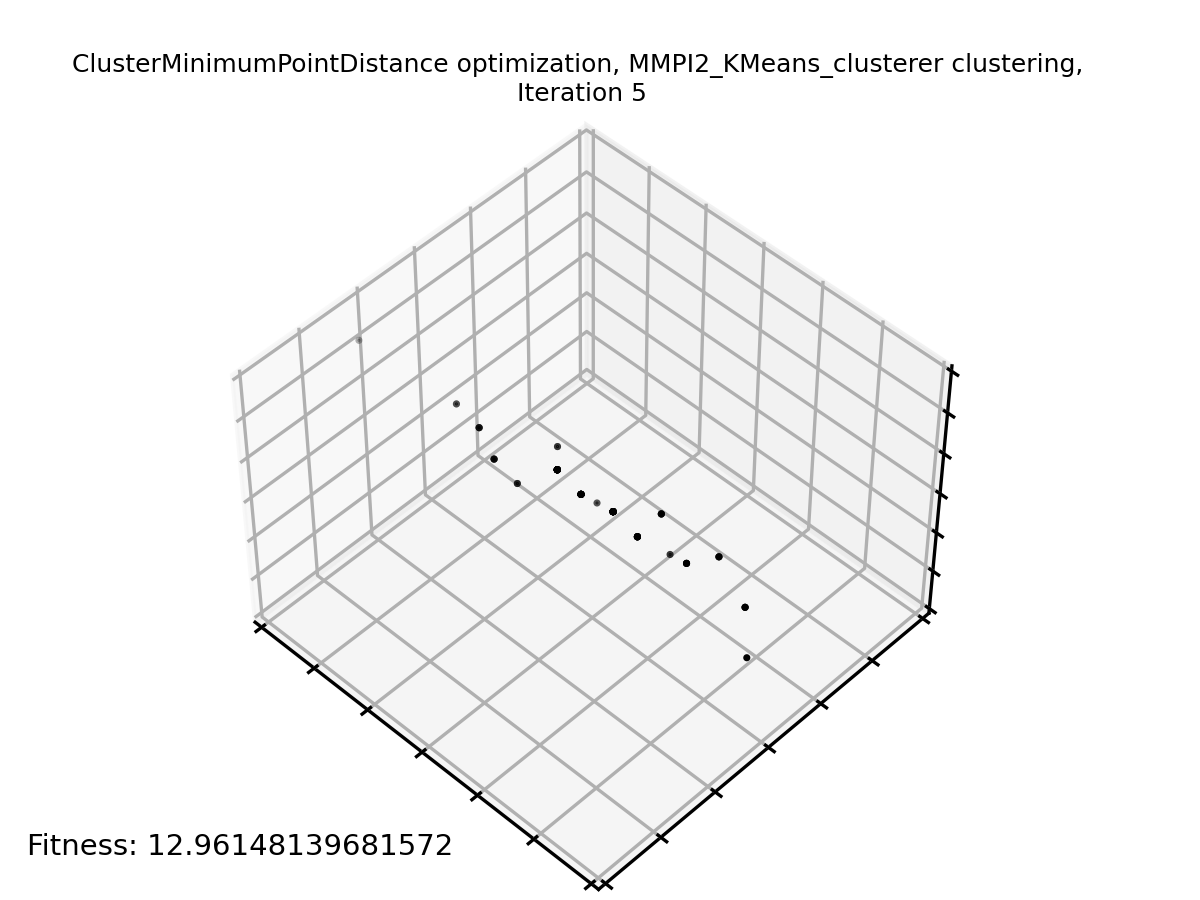 ClusterMinimumPointDistance optimization, MMPI2_KMeans_clusterer clustering,
Iteration 5
Fitness: 12.96148139681572